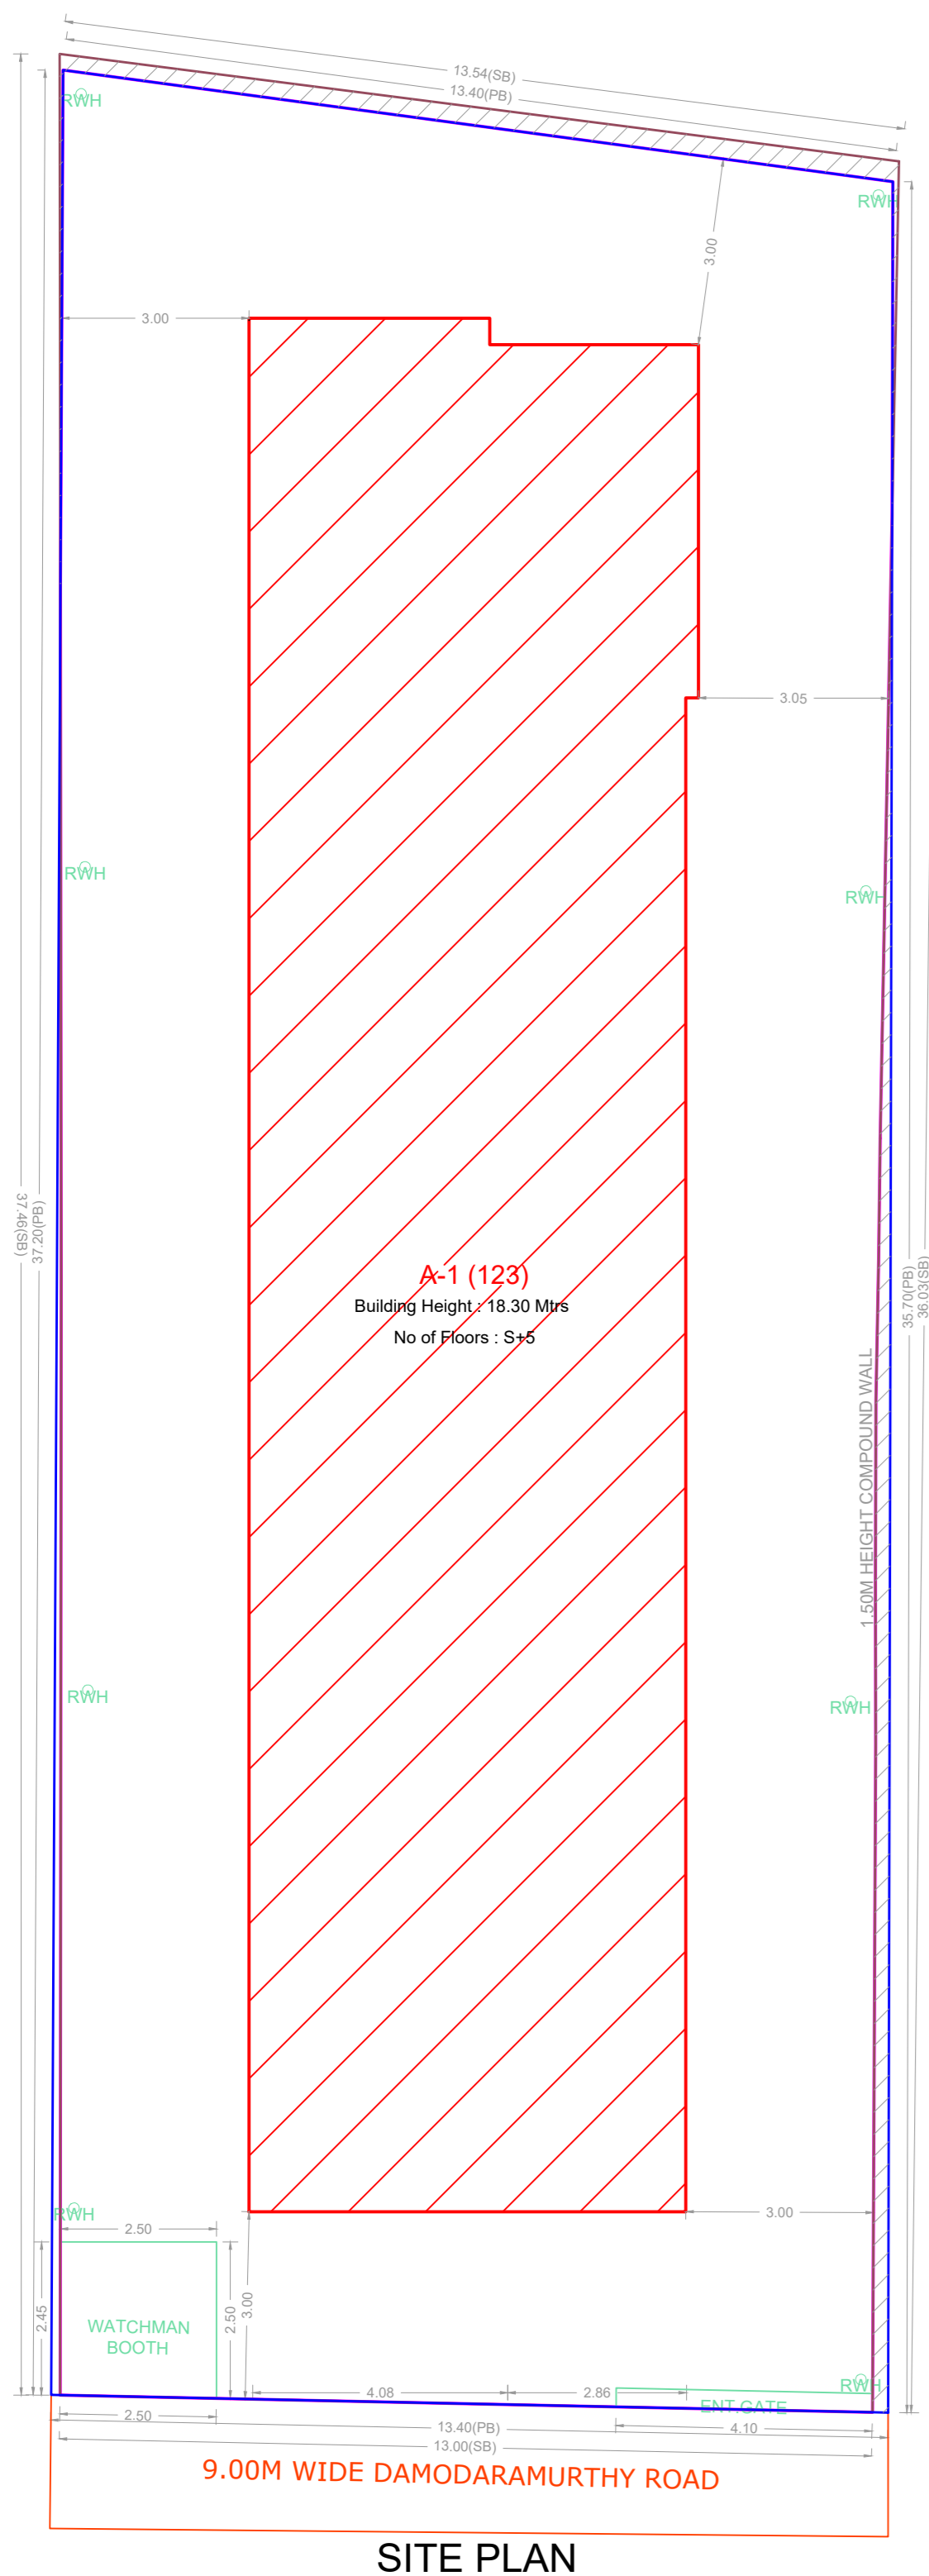 13.54(SB)
13.40(PB)
RWH
RWH
3.00
3.00
3.05
RWH
RWH
37.46(SB)
37.20(PB)
35.70(PB)
36.03(SB)
A-1 (123)
Building Height : 18.30 Mtrs
No of Floors : S+5
1.50M HEIGHT COMPOUND WALL
RWH
RWH
RWH
3.00
2.50
2.45
2.50
3.00
WATCHMAN
BOOTH
4.08
2.86
RWH
ENT.GATE
2.50
13.40(PB)
4.10
13.00(SB)
9.00M WIDE DAMODARAMURTHY ROAD
SITE PLAN